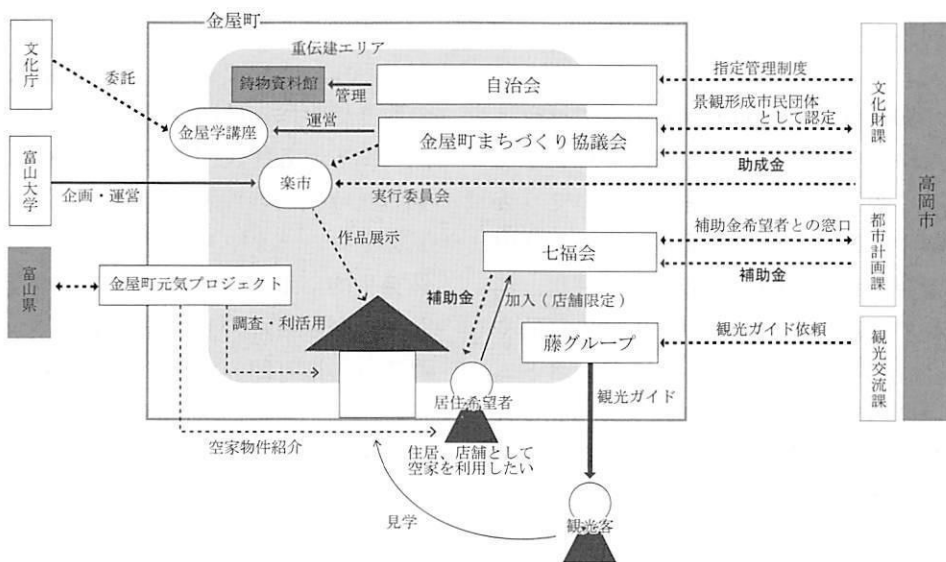 金屋町
重伝建エリア
文化庁
委託
鋳物資料館
管理
自治会
指定管理制度
金屋学講座
運営
金屋町まちづくり協議会
景観形成市民団体
として認定
助成金
文化財課
高岡市
富山大学
企画・運営
楽市
実行委員会
作品展示
七福会
補助金希望者との窓口
補助金
都市計画課
富山県
金屋町元気プロジェクト
調査・利活用
補助金
加入(店舗限定)
藤グループ
観光ガイド依頼
観光交流課
居住希望者
観光ガイド
空家物件紹介
住居、店舗として
空家を利用したい
見学
観光客